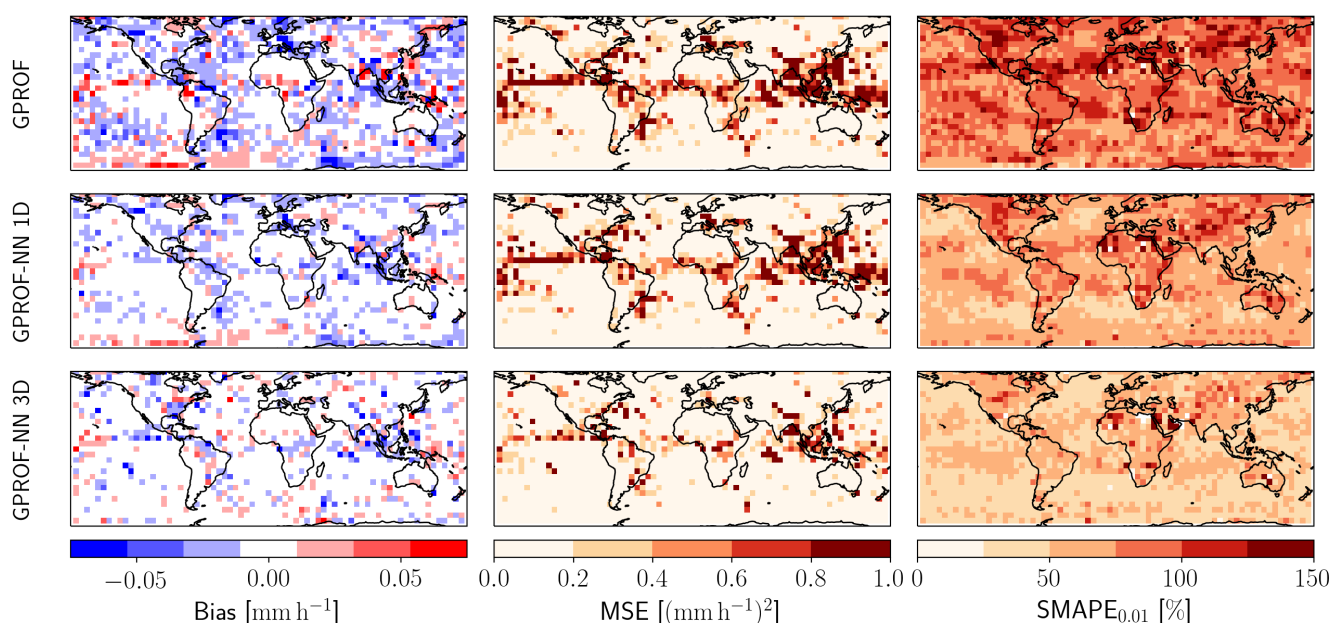 GPROF
GPROF-NN 1D
GPROF-NN 3D
−0.05 0.00 0.05
Bias [mm h⁻¹]
0.0 0.2 0.4 0.6 0.8 1.0
MSE [(mm h⁻¹)²]
0 50 100 150
SMAPE₀.₀₁ [%]